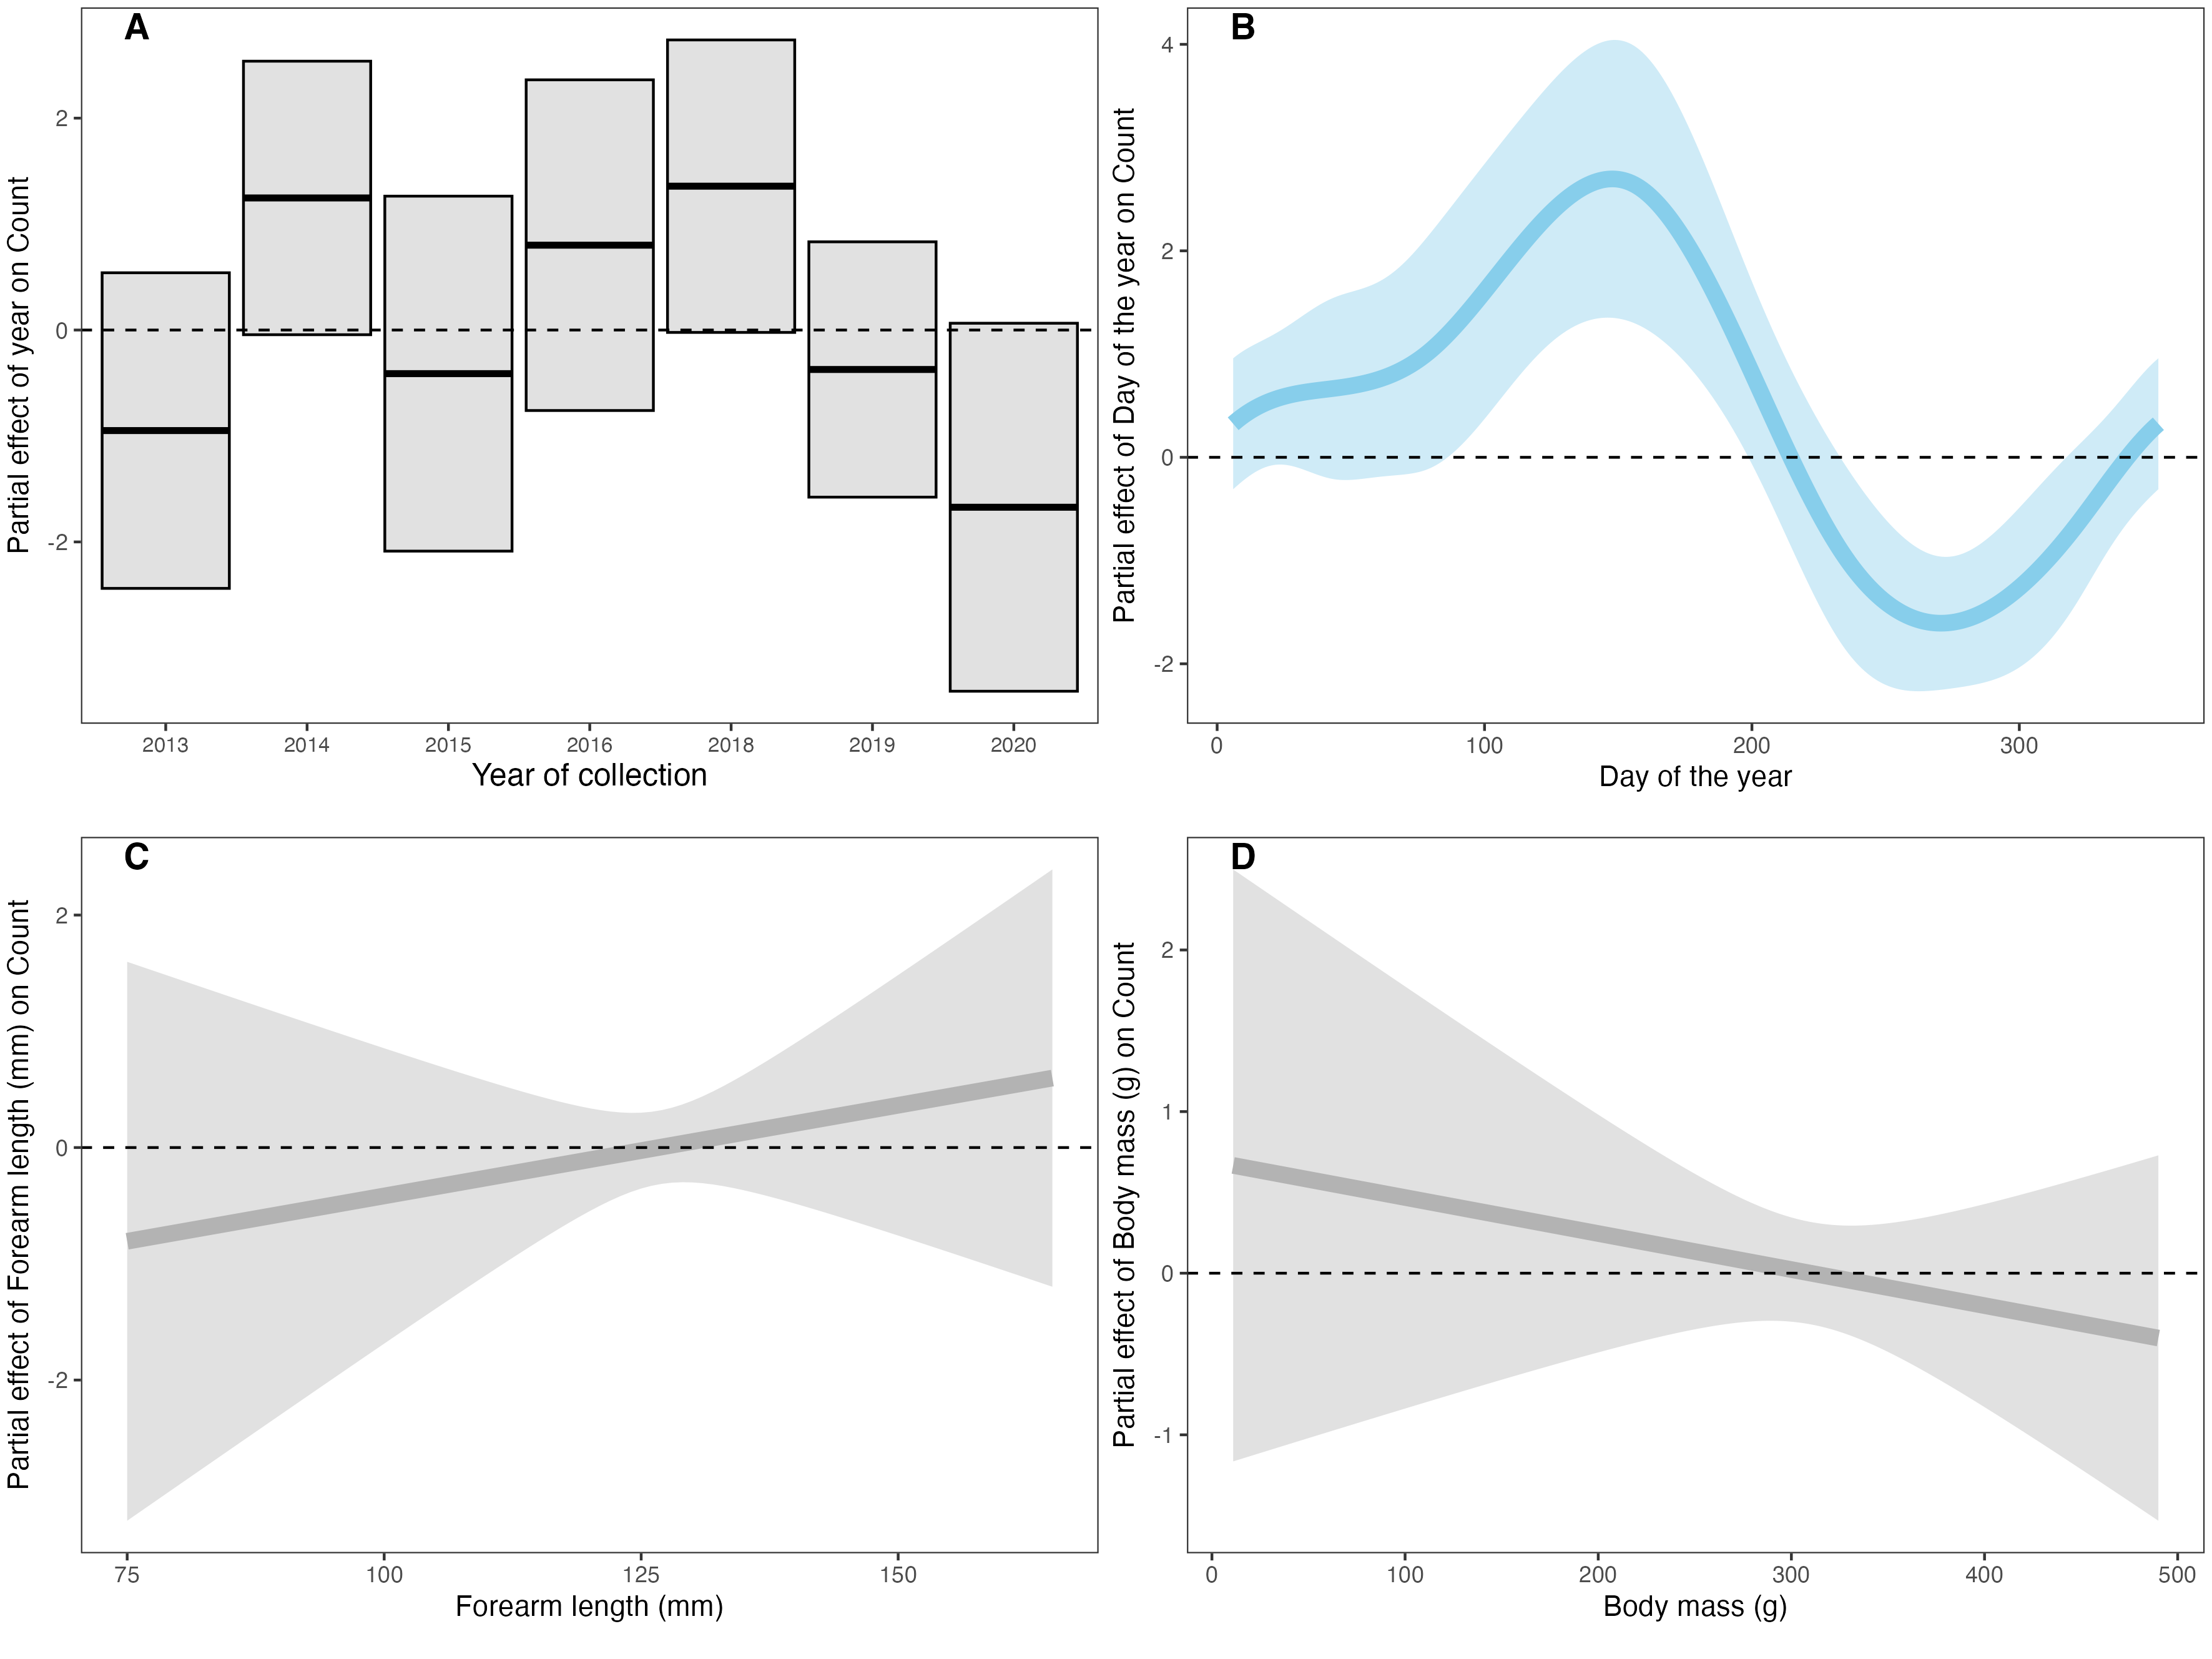 A
Partial effect of year on Count
2
0
-2
2013 2014 2015 2016 2018 2019 2020
Year of collection
B
Partial effect of Day of the year on Count
4
2
0
-2
0 100 200 300
Day of the year
C
Partial effect of Forearm length (mm) on Count
2
0
-2
75 100 125 150
Forearm length (mm)
D
Partial effect of Body mass (g) on Count
2
1
0
-1
0 100 200 300 400 500
Body mass (g)